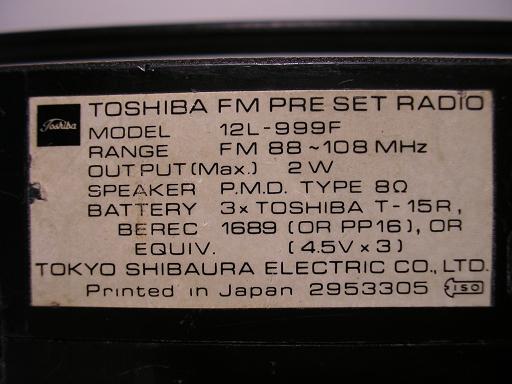 Toshiba
TOSHIBA FM PRE SET RADIO
MODEL 12L-999F
RANGE FM 88~108 MHz
OUTPUT (Max.) 2W
SPEAKER P.M.D. TYPE 8Ω
BATTERY 3x TOSHIBA T-15R,
BEREC 1689 (OR PP16), OR
EQUIV. (4.5V x 3)
TOKYO SHIBAURA ELECTRIC CO., LTD.
Printed in Japan 2953305 ISO